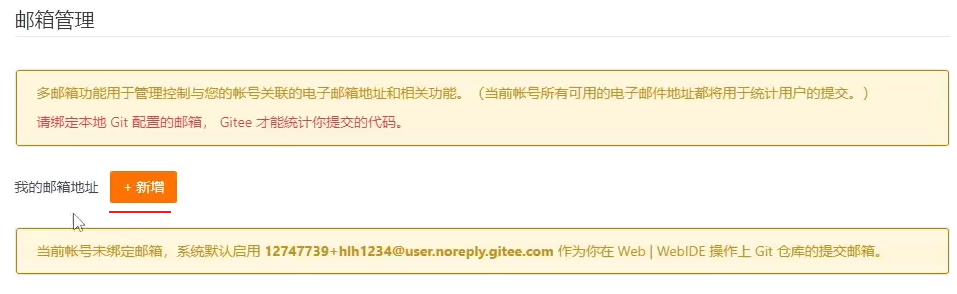 邮箱管理
多邮箱功能用于管理控制与您的帐号关联的电子邮箱地址和相关功能。（当前帐号所有可用的电子邮件地址都将用于统计用户的提交。）
请绑定本地 Git 配置的邮箱， Gitee 才能统计你提交的代码。
我的邮箱地址 + 新增
当前帐号未绑定邮箱，系统默认启用 12747739+hlh1234@user.noreply.gitee.com 作为你在 Web | WebIDE 操作上 Git 仓库的提交邮箱。